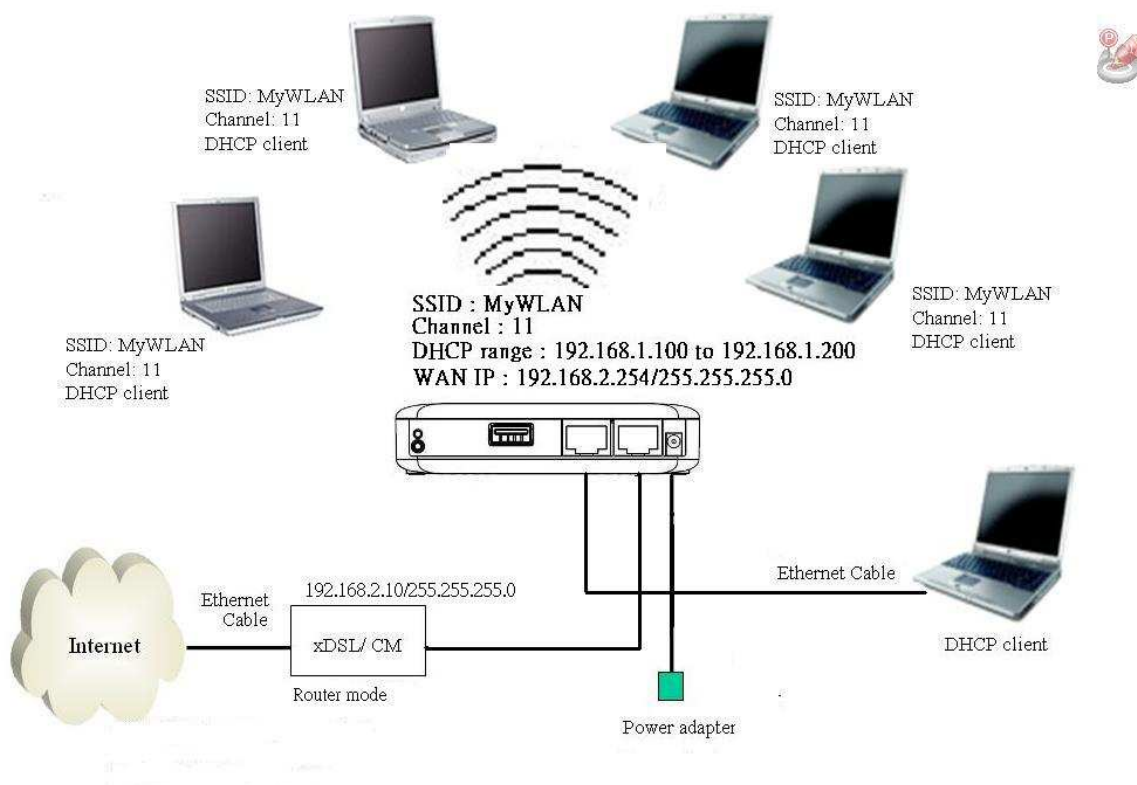 SSID: MyWLAN
Channel: 11
DHCP client
SSID: MyWLAN
Channel: 11
DHCP client
SSID: MyWLAN
Channel: 11
DHCP client
SSID: MyWLAN
Channel: 11
DHCP client
SSID : MyWLAN
Channel : 11
DHCP range : 192.168.1.100 to 192.168.1.200
WAN IP : 192.168.2.254/255.255.255.0
Ethernet Cable
DHCP client
192.168.2.10/255.255.255.0
Ethernet
Cable
Internet
xDSL/ CM
Router mode
Power adapter